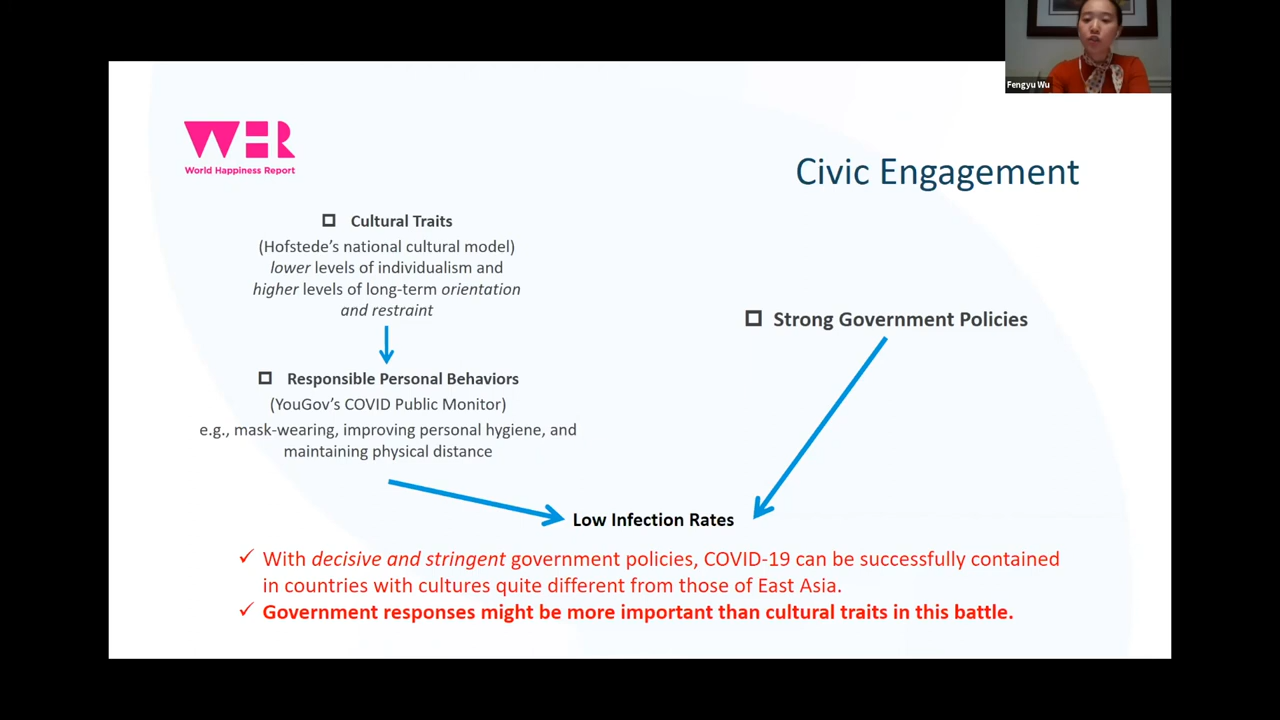 Fengyu Wu
WHR
World Happiness Report
Civic Engagement
Cultural Traits
(Hofstede's national cultural model)
lower levels of individualism and
higher levels of long-term orientation
and restraint
Strong Government Policies
Responsible Personal Behaviors
(YouGov's COVID Public Monitor)
e.g., mask-wearing, improving personal hygiene, and
maintaining physical distance
Low Infection Rates
With decisive and stringent government policies, COVID-19 can be successfully contained
in countries with cultures quite different from those of East Asia.
Government responses might be more important than cultural traits in this battle.